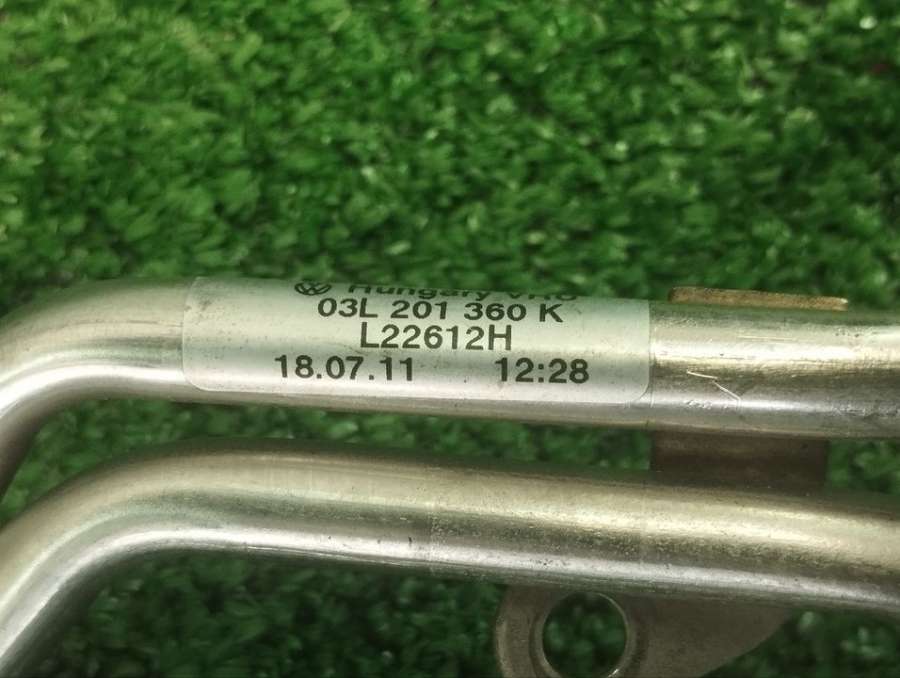 Hungary
03L 201 360 K
L22612H
18.07.11 12:28